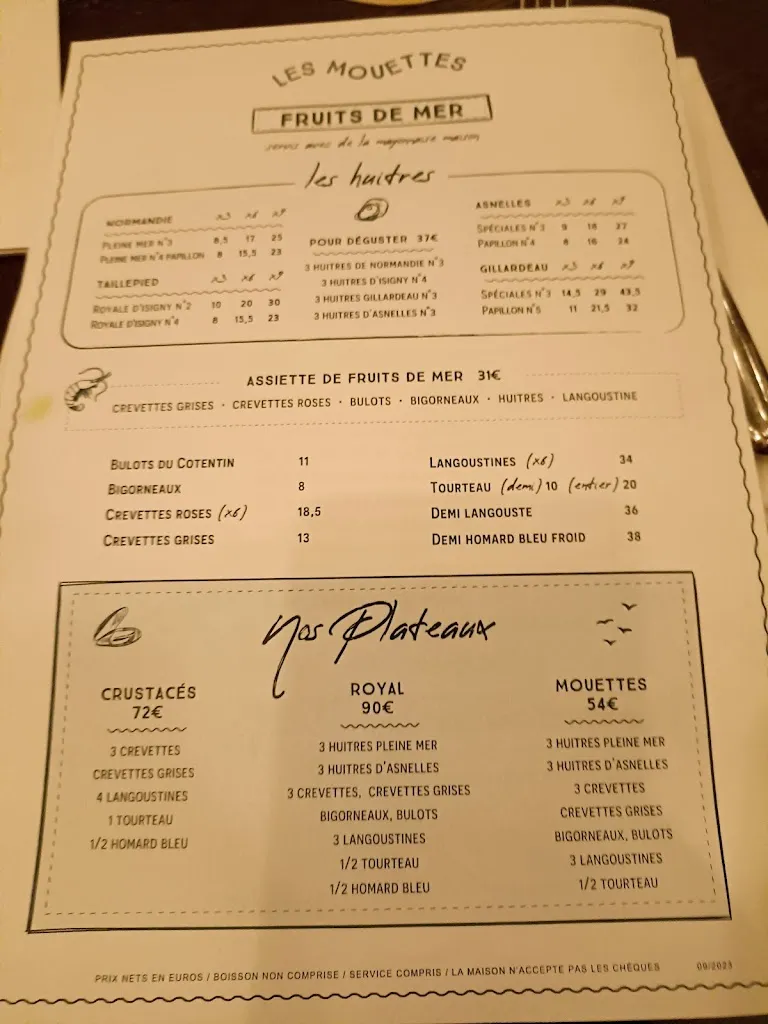 LES MOUETTES
FRUITS DE MER
servis avec de la mayonnaise maison
les huitres
NORMANDIE x3 x6 x9
PLEINE MER N°3 8,5 17 25
PLEINE MER N°4 PAPILLON 8 15,5 23
TAILLEPIED x3 x6 x9
ROYALE D'ISIGNY N°2 10 20 30
ROYALE D'ISIGNY N°4 8 15,5 23
POUR DÉGUSTER 37€
3 HUITRES DE NORMANDIE N°3
3 HUITRES D'ISIGNY N°4
3 HUITRES GILLARDEAU N°3
3 HUITRES D'ASNELLES N°3
ASNELLES x3 x6 x9
SPÉCIALES N°3 9 18 27
PAPILLON N°4 8 16 24
GILLARDEAU x3 x6 x9
SPÉCIALES N°3 14,5 29 43,5
PAPILLON N°5 11 21,5 32
ASSIETTE DE FRUITS DE MER 31€
CREVETTES GRISES · CREVETTES ROSES · BULOTS · BIGORNEAUX · HUITRES · LANGOUSTINE
BULOTS DU COTENTIN 11
BIGORNEAUX 8
CREVETTES ROSES (x6) 18,5
CREVETTES GRISES 13
LANGOUSTINES (x6) 34
TOURTEAU (demi) 10 (entier) 20
DEMI LANGOUSTE 36
DEMI HOMARD BLEU FROID 38
Nos Plateaux
CRUSTACÉS
72€
3 CREVETTES
CREVETTES GRISES
4 LANGOUSTINES
1 TOURTEAU
1/2 HOMARD BLEU
ROYAL
90€
3 HUITRES PLEINE MER
3 HUITRES D'ASNELLES
3 CREVETTES, CREVETTES GRISES
BIGORNEAUX, BULOTS
3 LANGOUSTINES
1/2 TOURTEAU
1/2 HOMARD BLEU
MOUETTES
54€
3 HUITRES PLEINE MER
3 HUITRES D'ASNELLES
3 CREVETTES
CREVETTES GRISES
BIGORNEAUX, BULOTS
3 LANGOUSTINES
1/2 TOURTEAU
PRIX NETS EN EUROS / BOISSON NON COMPRISE / SERVICE COMPRIS / LA MAISON N'ACCEPTE PAS LES CHÈQUES 09/2023